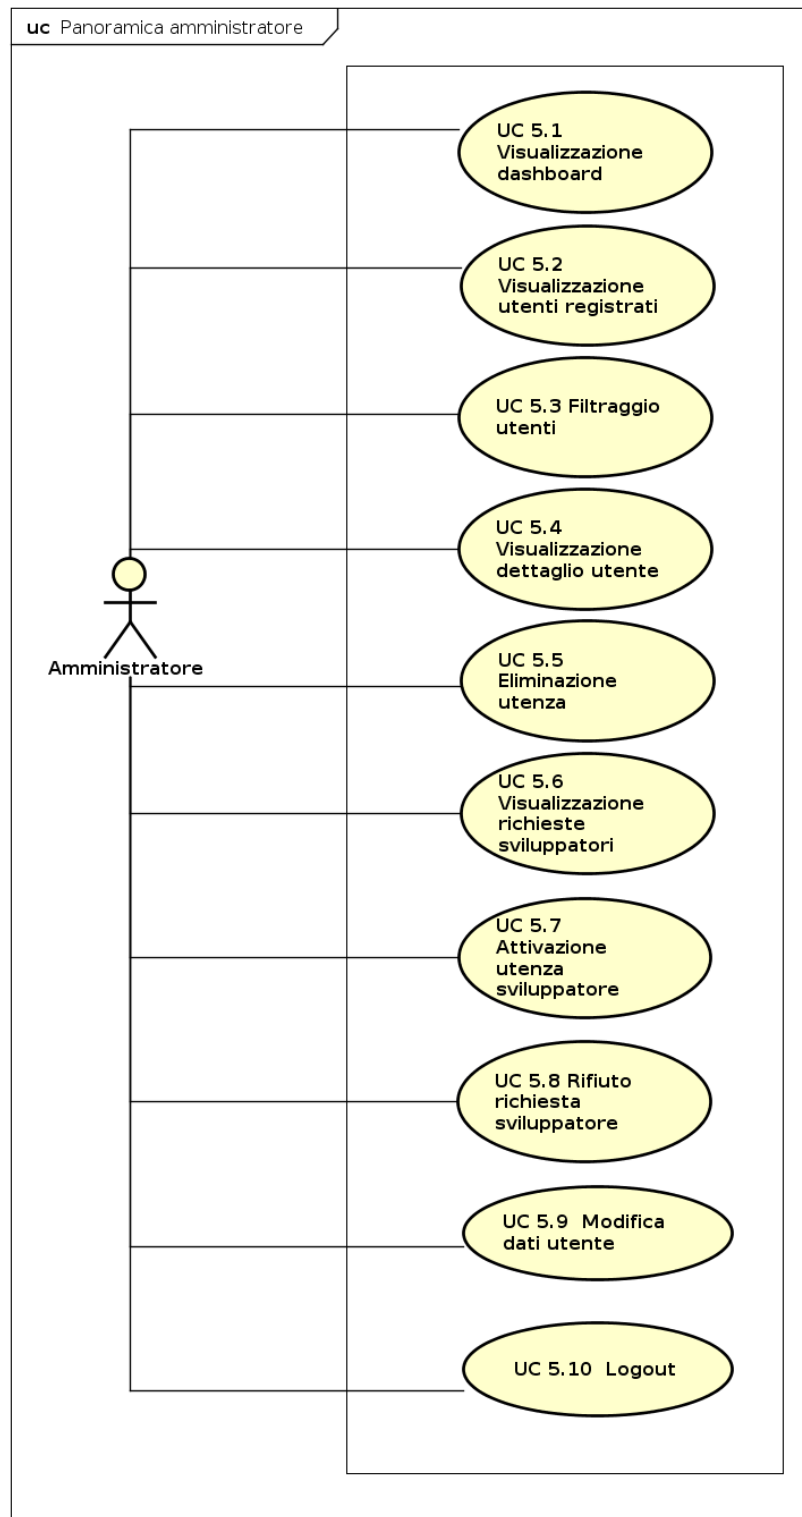 uc Panoramica amministratore
UC 5.1
Visualizzazione
dashboard
UC 5.2
Visualizzazione
utenti registrati
UC 5.3 Filtraggio
utenti
UC 5.4
Visualizzazione
dettaglio utente
Amministratore
UC 5.5
Eliminazione
utenza
UC 5.6
Visualizzazione
richieste
sviluppatori
UC 5.7
Attivazione
utenza
sviluppatore
UC 5.8 Rifiuto
richiesta
sviluppatore
UC 5.9 Modifica
dati utente
UC 5.10 Logout